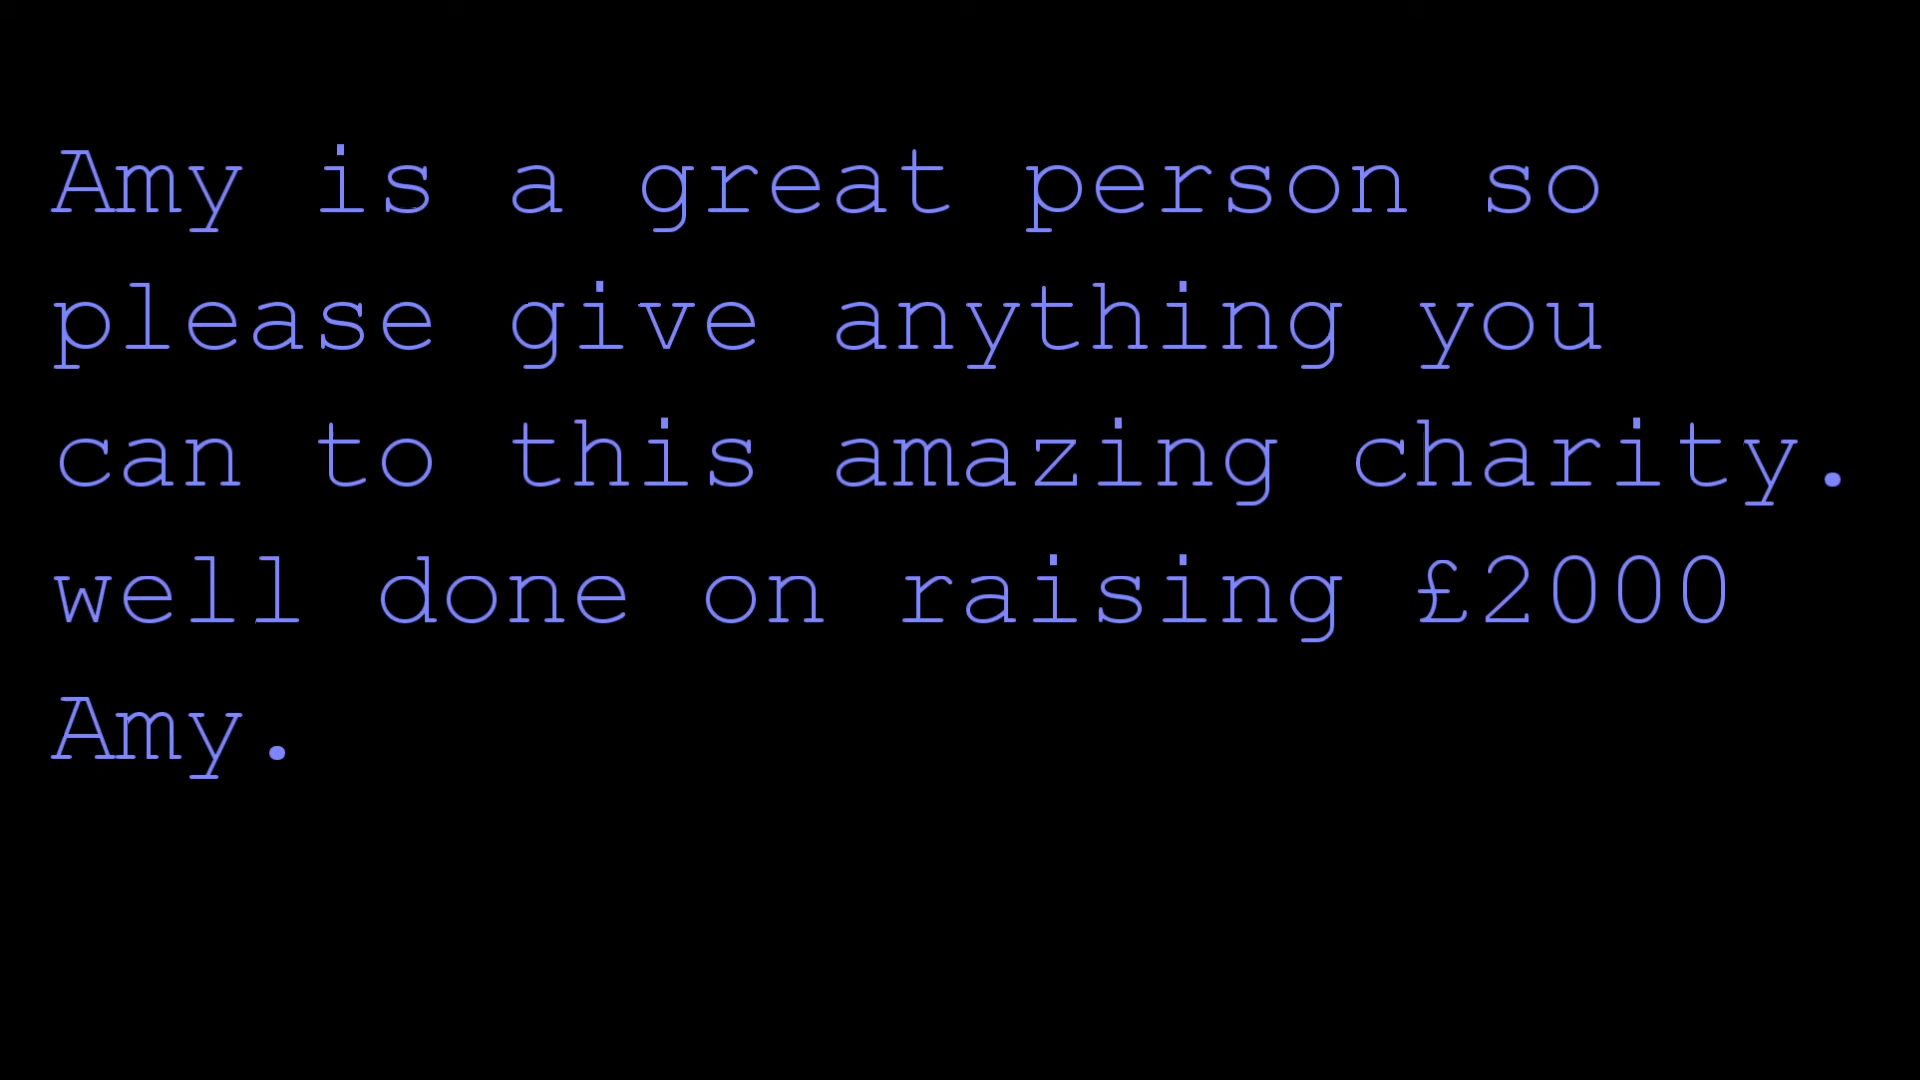 Amy is a great person so
please give anything you
can to this amazing charity.
well done on raising £2000
Amy.